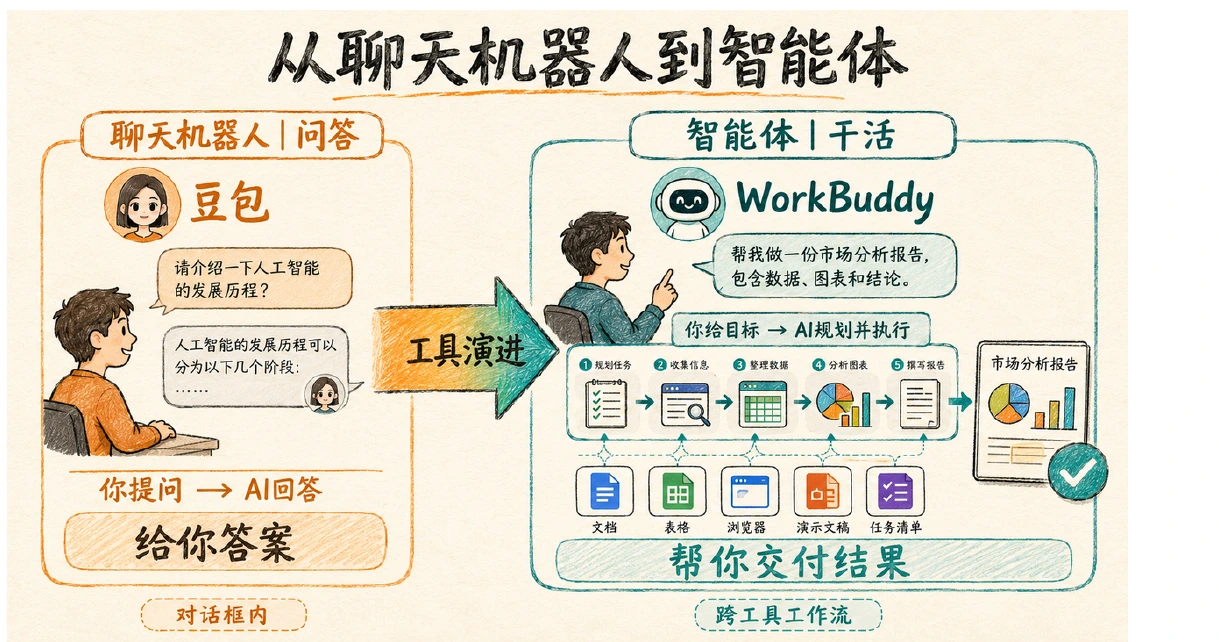 从聊天机器人到智能体
聊天机器人 | 问答
豆包
请介绍一下人工智能
的发展历程？
人工智能的发展历程可以
分为以下几个阶段：
……
你提问 → AI回答
给你答案
对话框内
工具演进
智能体 | 干活
WorkBuddy
帮我做一份市场分析报告，
包含数据、图表和结论。
你给目标 → AI规划并执行
1 规划任务
2 收集信息
3 整理数据
4 分析图表
5 撰写报告
市场分析报告
文档
表格
浏览器
演示文稿
任务清单
帮你交付结果
跨工具工作流